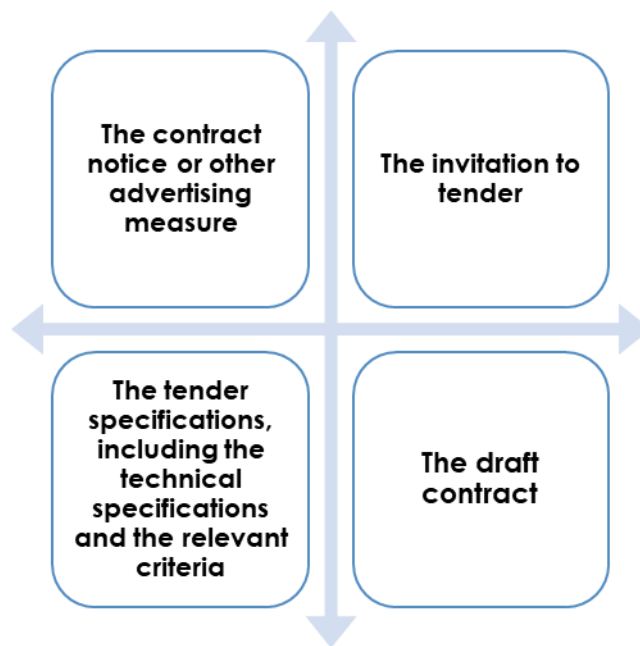 The contract
notice or other
advertising
measure
The invitation to
tender
The tender
specifications,
including the
technical
specifications
and the relevant
criteria
The draft
contract